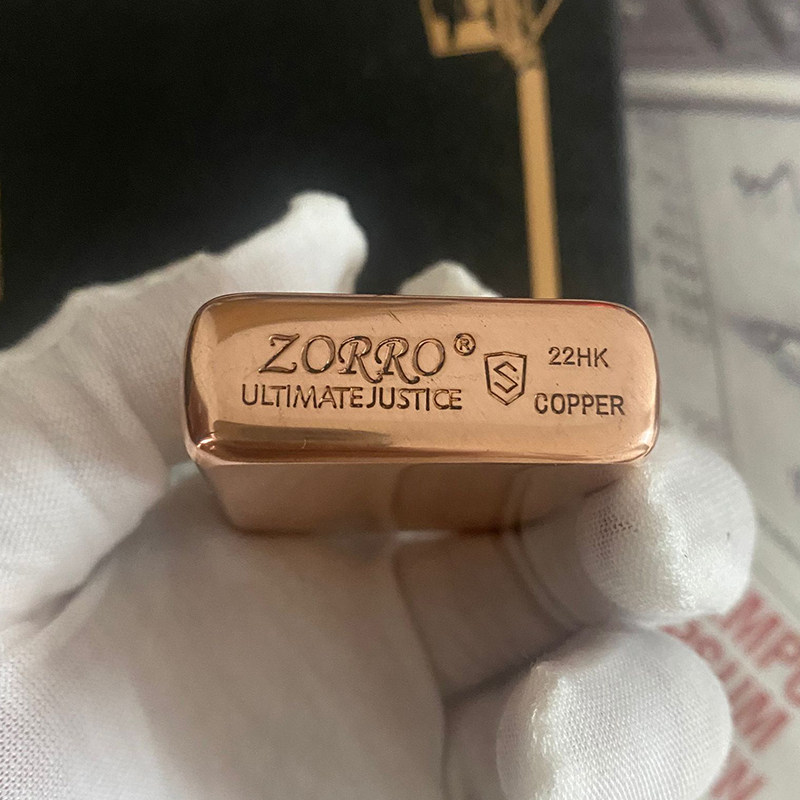 ZORRO®
ULTIMATE JUSTICE
S
22HK
COPPER